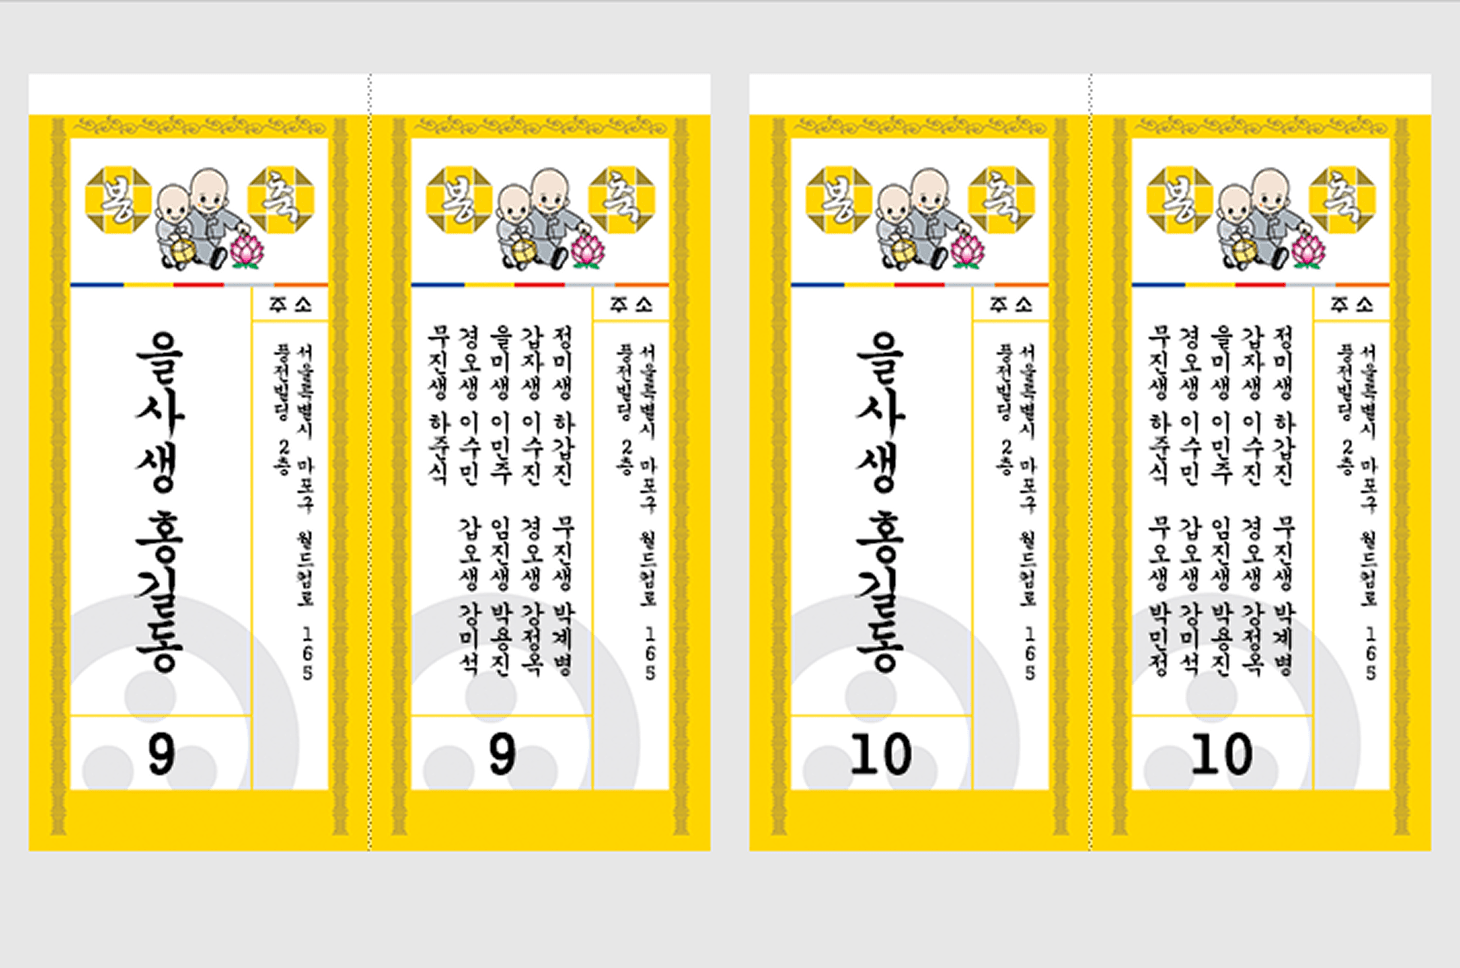 봉 축
주소
서울특별시 마포구 월드컵로 165
풍전빌딩 2층
을사생 홍길동
9
봉 축
주소
서울특별시 마포구 월드컵로 165
풍전빌딩 2층
정미생 하갑진 무진생 박계병
갑자생 이수진 경오생 강정옥
을미생 이민주 임진생 박용진
경오생 이수민 갑오생 강미석
무진생 하준식
9
봉 축
주소
서울특별시 마포구 월드컵로 165
풍전빌딩 2층
을사생 홍길동
10
봉 축
주소
서울특별시 마포구 월드컵로 165
풍전빌딩 2층
정미생 하갑진 무진생 박계병
갑자생 이수진 경오생 강정옥
을미생 이민주 임진생 박용진
경오생 이수민 갑오생 강미석
무진생 하준식 무오생 박민정
10